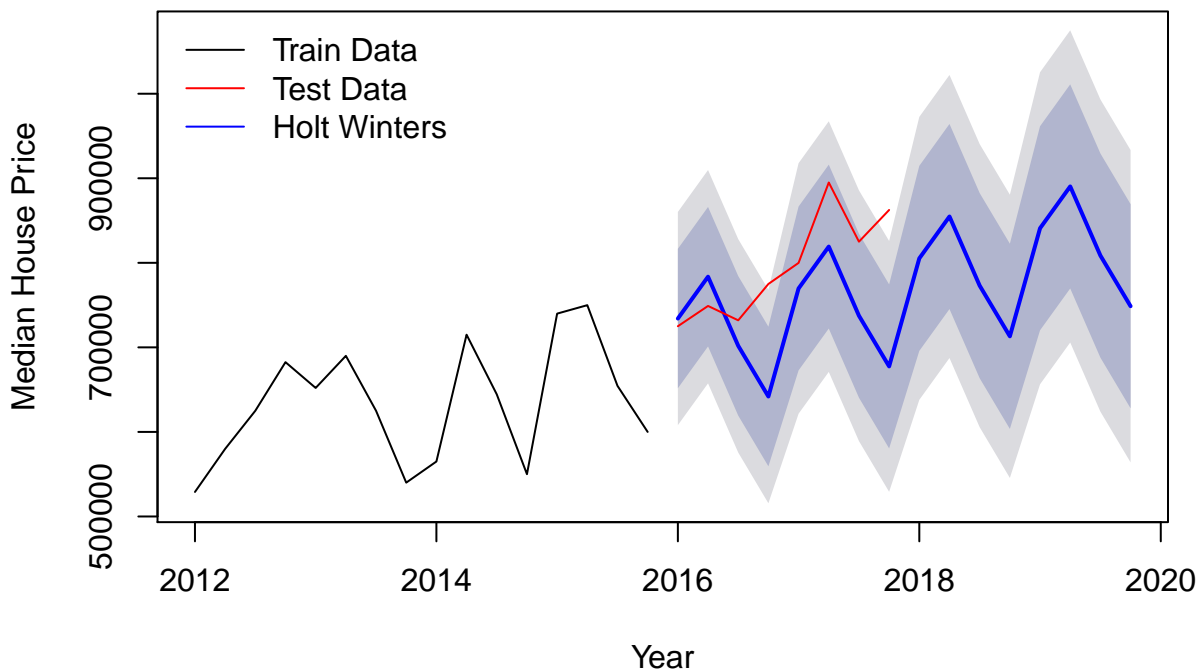 Train Data
Test Data
Holt Winters
Median House Price
900000
700000
500000
2012 2014 2016 2018 2020
Year